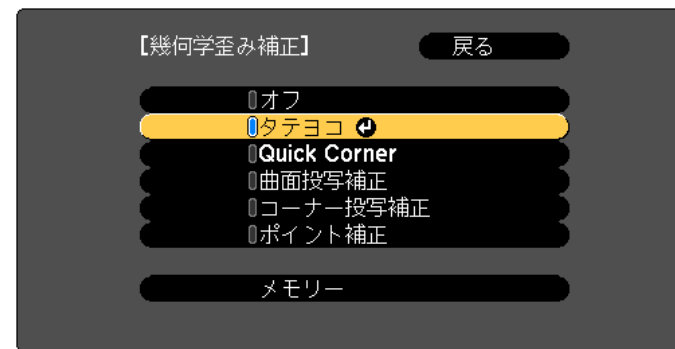 【幾何学歪み補正】 戻る
オフ
タテヨコ
Quick Corner
曲面投写補正
コーナー投写補正
ポイント補正
メモリー